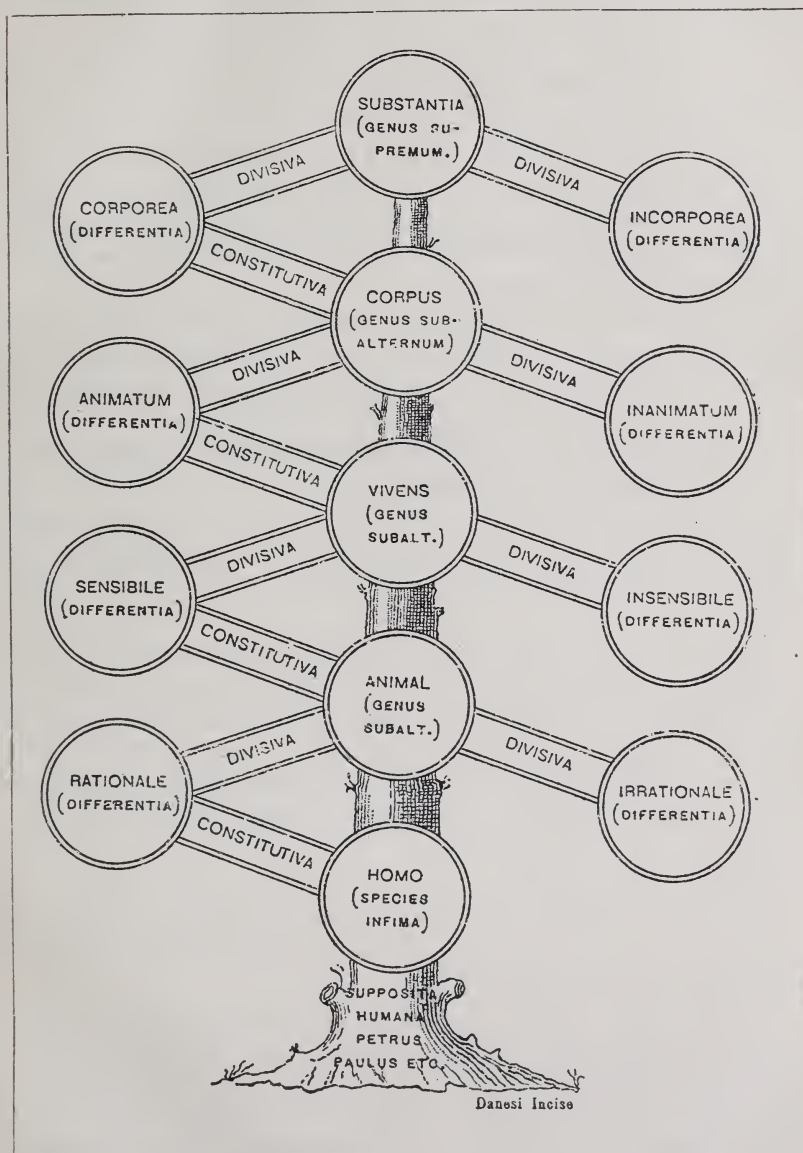 SUBSTANTIA
(GENUS SU-
PREMUM.)
DIVISIVA
DIVISIVA
CORPOREA
(DIFFERENTIA)
INCORPOREA
(DIFFERENTIA)
CONSTITUTIVA
CORPUS
(GENUS SUB-
ALTERNUM)
DIVISIVA
DIVISIVA
ANIMATUM
(DIFFERENTIA)
INANIMATUM
(DIFFERENTIA)
CONSTITUTIVA
VIVENS
(GENUS
SUBALT.)
DIVISIVA
DIVISIVA
SENSIBILE
(DIFFERENTIA)
INSENSIBILE
(DIFFERENTIA)
CONSTITUTIVA
ANIMAL
(GENUS
SUBALT.)
DIVISIVA
DIVISIVA
RATIONALE
(DIFFERENTIA)
IRRATIONALE
(DIFFERENTIA)
CONSTITUTIVA
HOMO
(SPECIES
INFIMA)
SUPPOSITA
HUMANA
PETRUS
PAULUS ETC.
Danesi Incise